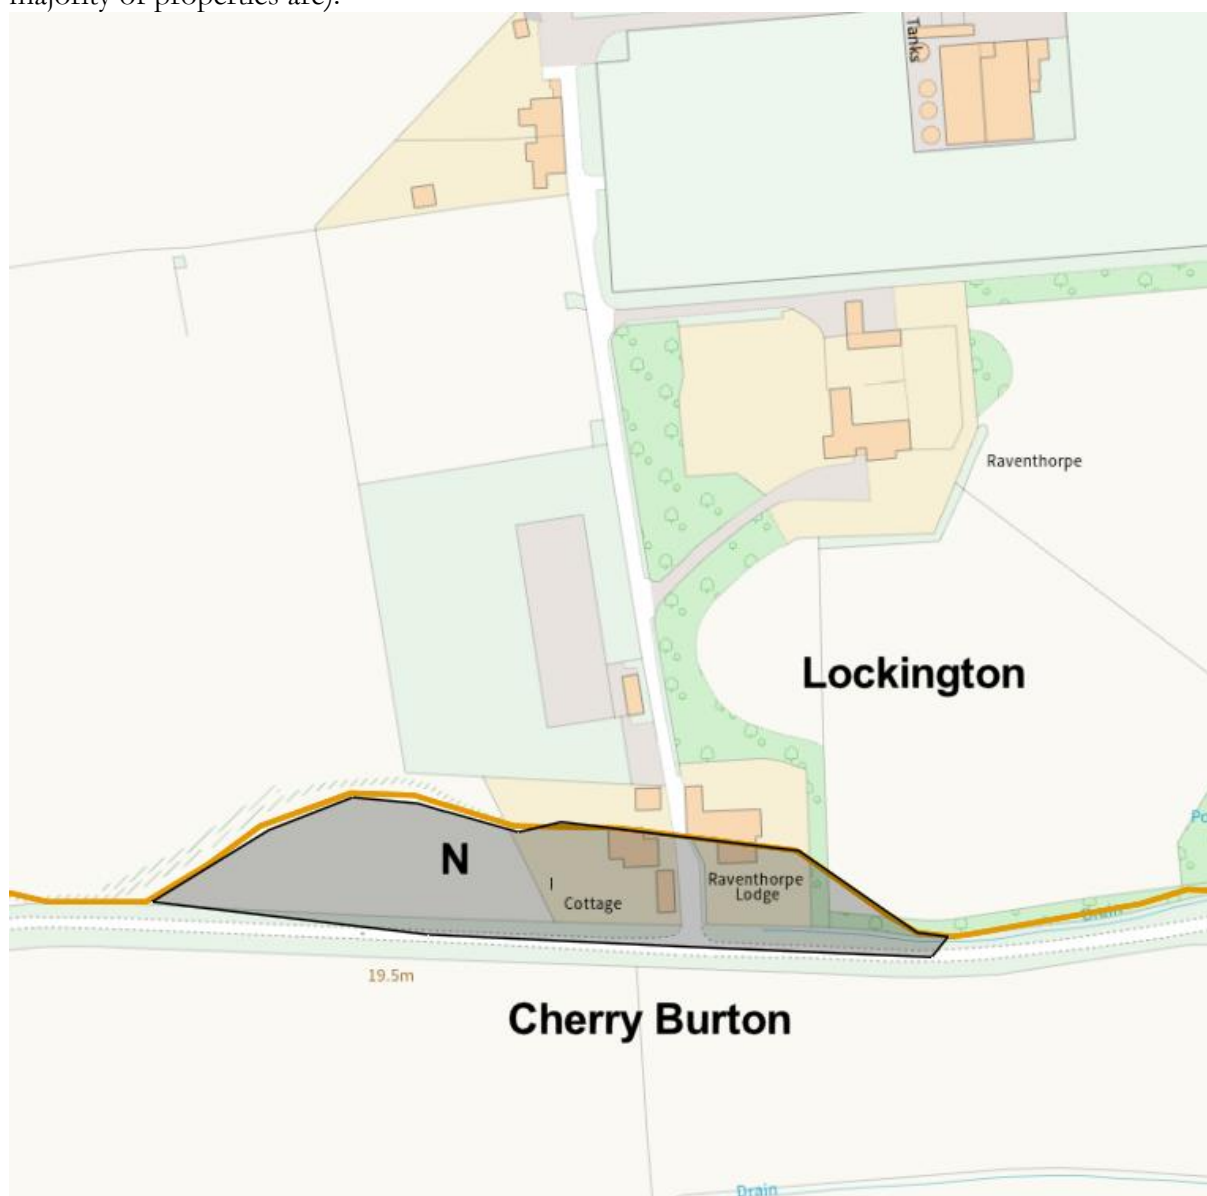 majority of properties are).
Tanks
Raventhorpe
Lockington
N
I
Cottage
Raventhorpe
Lodge
Drain
19.5m
Cherry Burton
Drain